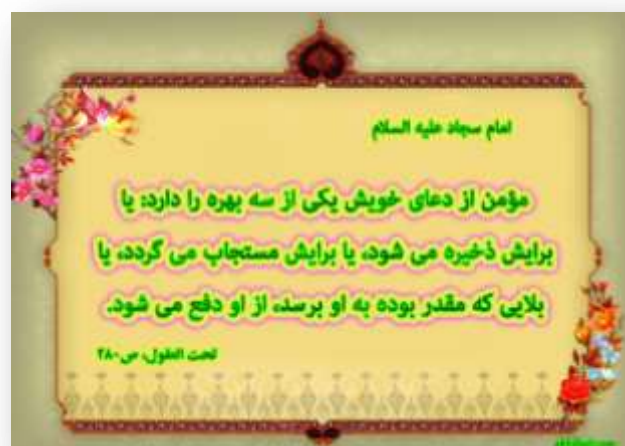 امام سجاد علیه السلام
مؤمن از دعای خویش یکی از سه بهره را دارد: یا
برایش ذخیره می شود، یا برایش مستجاب می گردد، یا
بلایی که مقدر بوده به او برسد، از او دفع می شود.
تحت العقول، ص۲۸۰